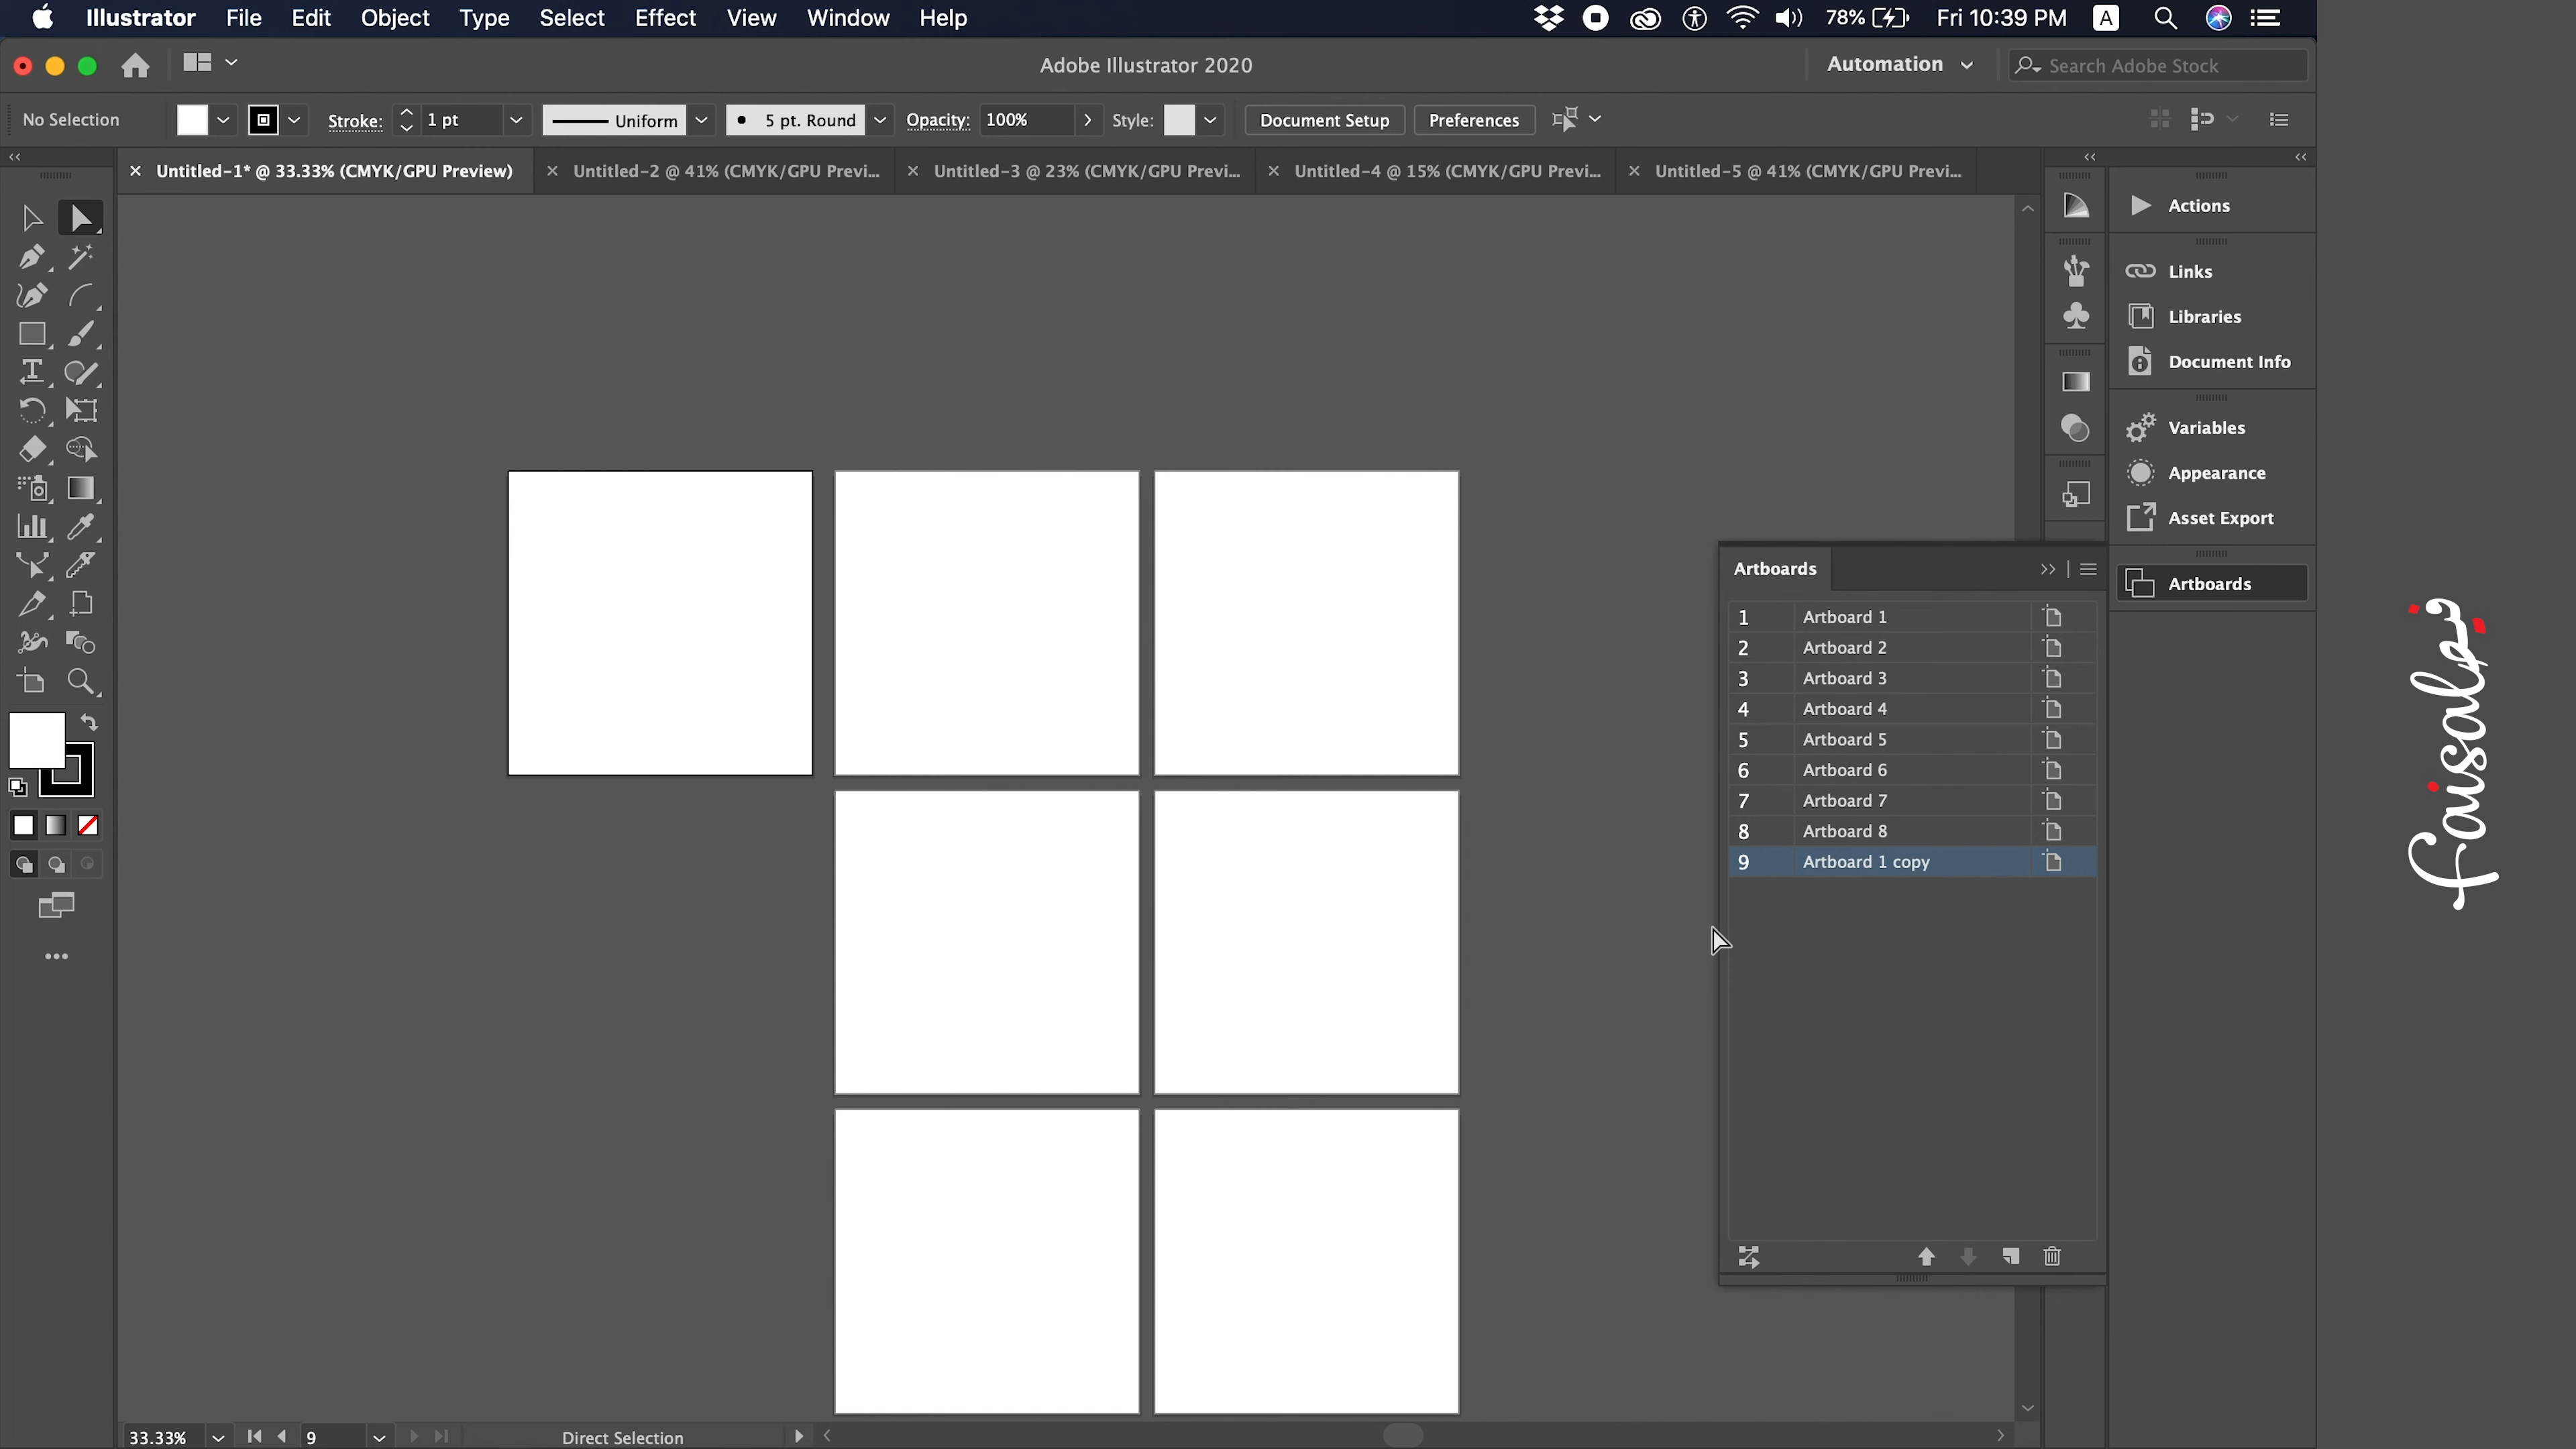 Illustrator File Edit Object Type Select Effect View Window Help 78% Fri 10:39 PM A
Adobe Illustrator 2020 Automation Search Adobe Stock
No Selection Stroke: 1 pt Uniform 5 pt. Round Opacity: 100% Style: Document Setup Preferences
Untitled-1* @ 33.33% (CMYK/GPU Preview) Untitled-2 @ 41% (CMYK/GPU Previ... Untitled-3 @ 23% (CMYK/GPU Previ... Untitled-4 @ 15% (CMYK/GPU Previ... Untitled-5 @ 41% (CMYK/GPU Previ...
Actions
Links
Libraries
Document Info
Variables
Appearance
Asset Export
Artboards
Artboards
1 Artboard 1
2 Artboard 2
3 Artboard 3
4 Artboard 4
5 Artboard 5
6 Artboard 6
7 Artboard 7
8 Artboard 8
9 Artboard 1 copy
33.33% 9 Direct Selection